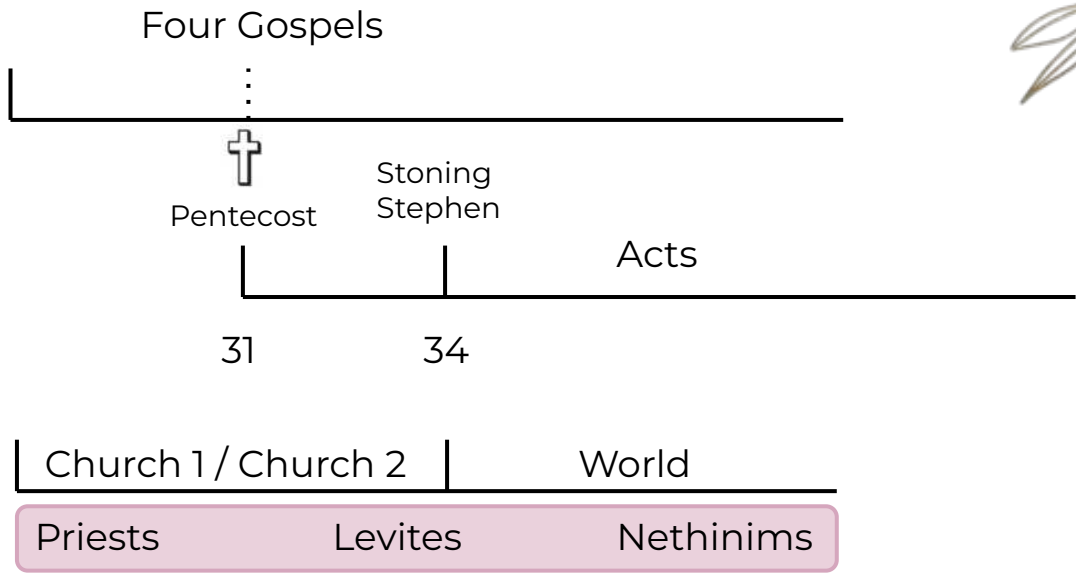 Four Gospels
Pentecost
Stoning
Stephen
Acts
31 34
Church 1 / Church 2 World
Priests Levites Nethinims